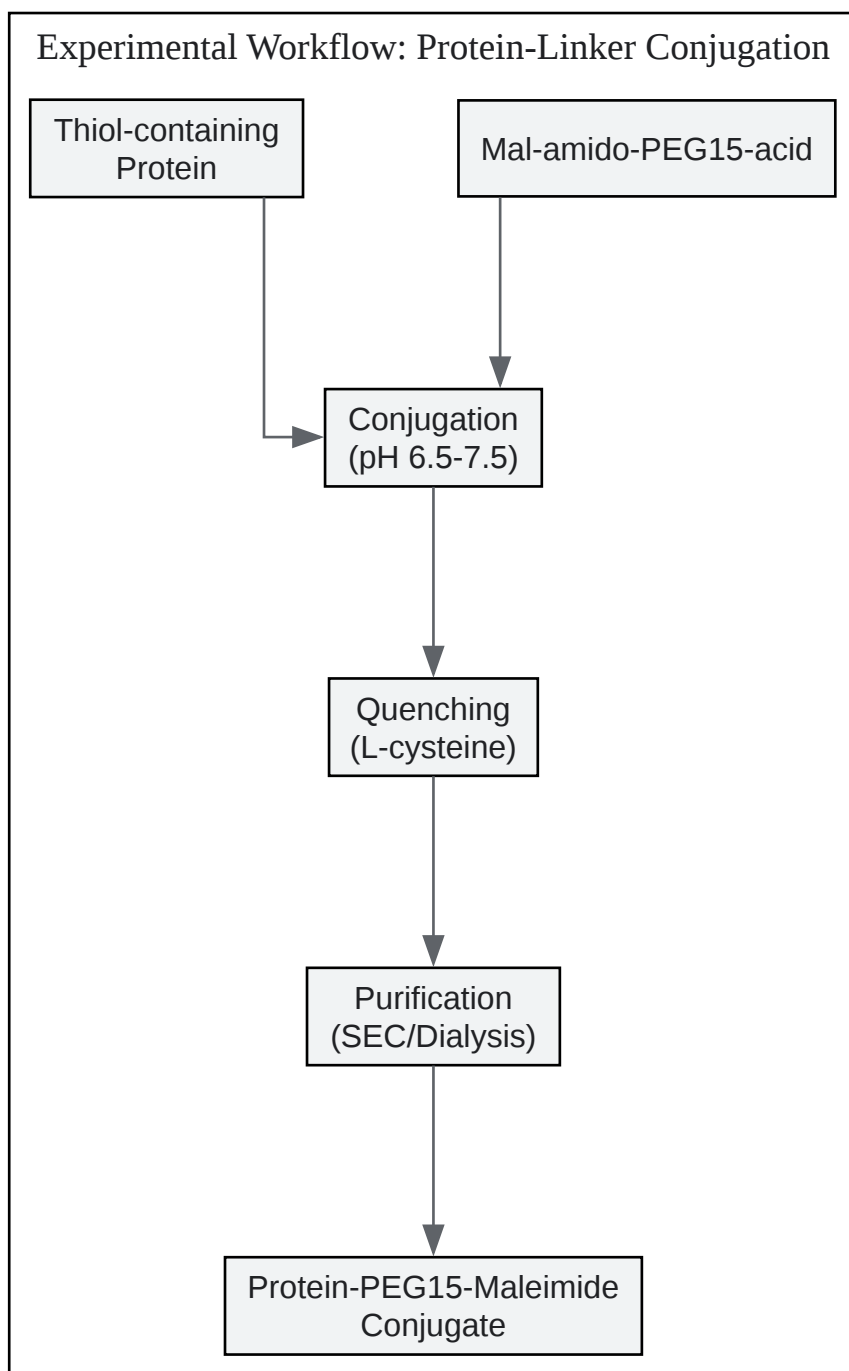 Experimental Workflow: Protein-Linker Conjugation
Thiol-containing
Protein
Mal-amido-PEG15-acid
Conjugation
(pH 6.5-7.5)
Quenching
(L-cysteine)
Purification
(SEC/Dialysis)
Protein-PEG15-Maleimide
Conjugate